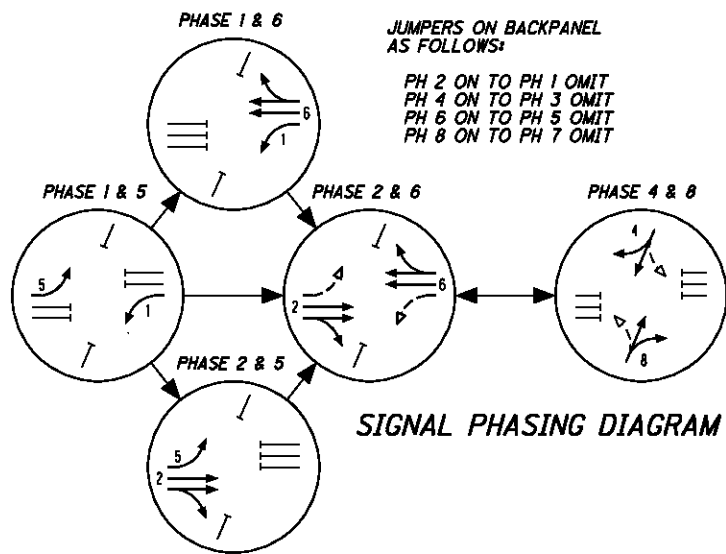 PHASE 1 & 6
JUMPERS ON BACKPANEL
AS FOLLOWS:
PH 2 ON TO PH 1 OMIT
PH 4 ON TO PH 3 OMIT
PH 6 ON TO PH 5 OMIT
PH 8 ON TO PH 7 OMIT
6
1
PHASE 1 & 5
PHASE 2 & 6
PHASE 4 & 8
5
1
2
6
4
8
PHASE 2 & 5
5
2
SIGNAL PHASING DIAGRAM